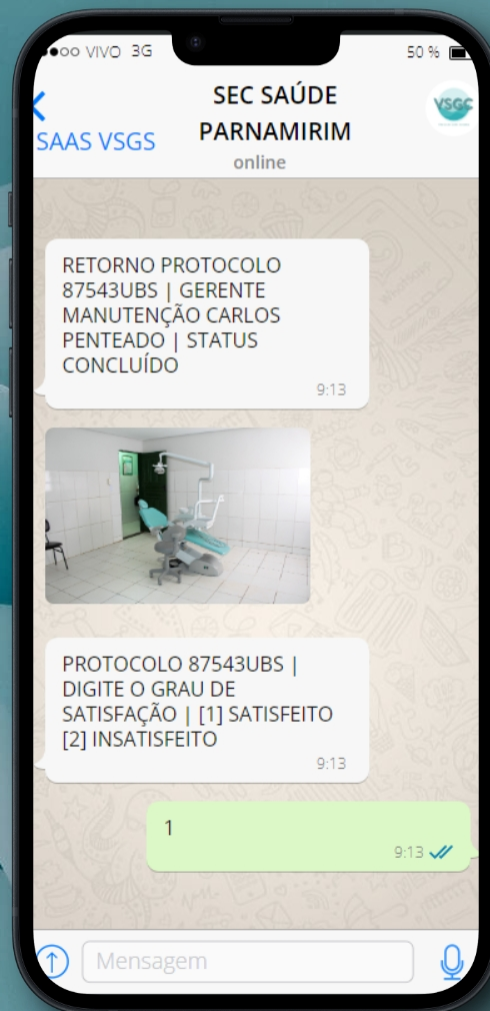 VIVO 3G
50 %
SEC SAÚDE
PARNAMIRIM
SAAS VSGS
VSGC
online
RETORNO PROTOCOLO
87543UBS | GERENTE
MANUTENÇÃO CARLOS
PENTEADO | STATUS
CONCLUÍDO
9:13
PROTOCOLO 87543UBS |
DIGITE O GRAU DE
SATISFAÇÃO | [1] SATISFEITO
[2] INSATISFEITO
9:13
1
9:13
Mensagem